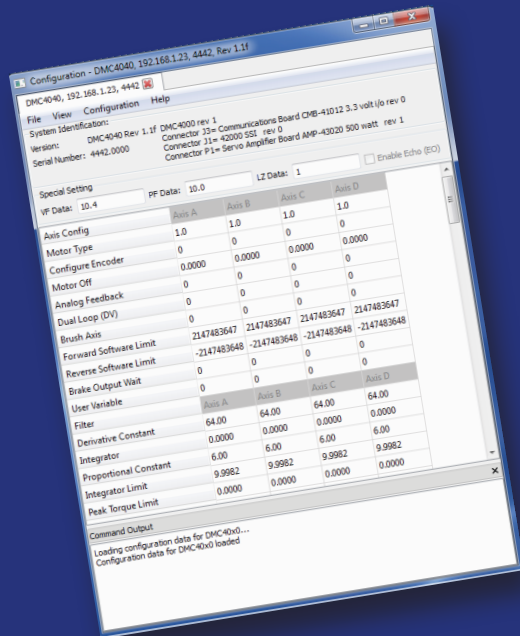 Configuration - DMC4040, 192.168.1.23, 4442, Rev 1.1f
DMC4040, 192.168.1.23, 4442
File View Configuration Help
System Identification:
Version: DMC4040 Rev 1.1f DMC4000 rev 1
Serial Number: 4442.0000 Connector J3= Communications Board CMB-41012 3.3 volt i/o rev 0
Connector J1= 42000 SSI rev 0
Connector P1= Servo Amplifier Board AMP-43020 500 watt rev 1
Special Setting
VF Data: 10.4 PF Data: 10.0 LZ Data: 1 Enable Echo (EO)
Axis Config Axis A Axis B Axis C Axis D
Motor Type 1.0 1.0 1.0 1.0
Configure Encoder 0 0 0 0
Motor Off 0.0000 0.0000 0.0000 0.0000
Analog Feedback 0 0 0 0
Dual Loop (DV) 0 0 0 0
Brush Axis 0 0 0 0
Forward Software Limit 2147483647 2147483647 2147483647 2147483647
Reverse Software Limit -2147483648 -2147483648 -2147483648 -2147483648
Brake Output Wait 0 0 0 0
User Variable 0 0 0 0
Filter Axis A Axis B Axis C Axis D
Derivative Constant 64.00 64.00 64.00 64.00
Integrator 0.0000 0.0000 0.0000 0.0000
Proportional Constant 6.00 6.00 6.00 6.00
Integrator Limit 9.9982 9.9982 9.9982 9.9982
Peak Torque Limit 0.0000 0.0000 0.0000 0.0000
Command Output
Loading configuration data for DMC40x0...
Configuration data for DMC40x0 loaded